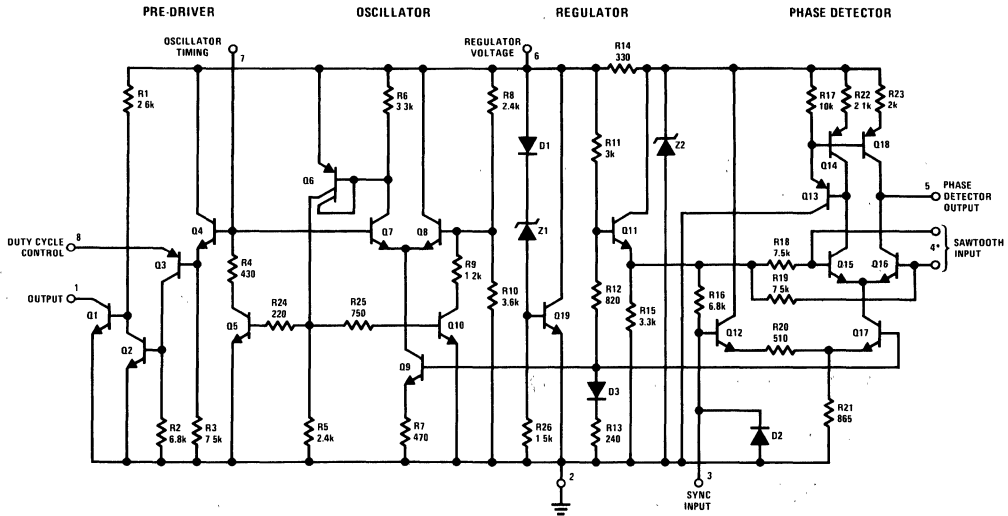 PRE-DRIVER
OSCILLATOR
REGULATOR
PHASE DETECTOR
OSCILLATOR
TIMING
7
REGULATOR
VOLTAGE
6
R14
330
R1
2 6k
R6
3 3k
R8
2.4k
D1
R11
3k
Z2
R17
10k
R22
2 1k
R23
2k
Q14
Q18
Q6
Q13
5
PHASE
DETECTOR
OUTPUT
Q4
Q7
Q8
Z1
Q11
8
DUTY CYCLE
CONTROL
Q3
R4
430
R9
1 2k
R10
3.6k
R12
820
R15
3.3k
R18
7.5k
R19
7 5k
Q15
Q16
4*
SAWTOOTH
INPUT
OUTPUT
1
Q1
Q2
Q5
R24
220
R25
750
Q10
Q19
R16
6.8k
Q12
R20
510
Q17
Q9
D3
R2
6.8k
R3
7 5k
R5
2.4k
R7
470
R26
1 5k
R13
240
D2
R21
865
2
3
SYNC
INPUT